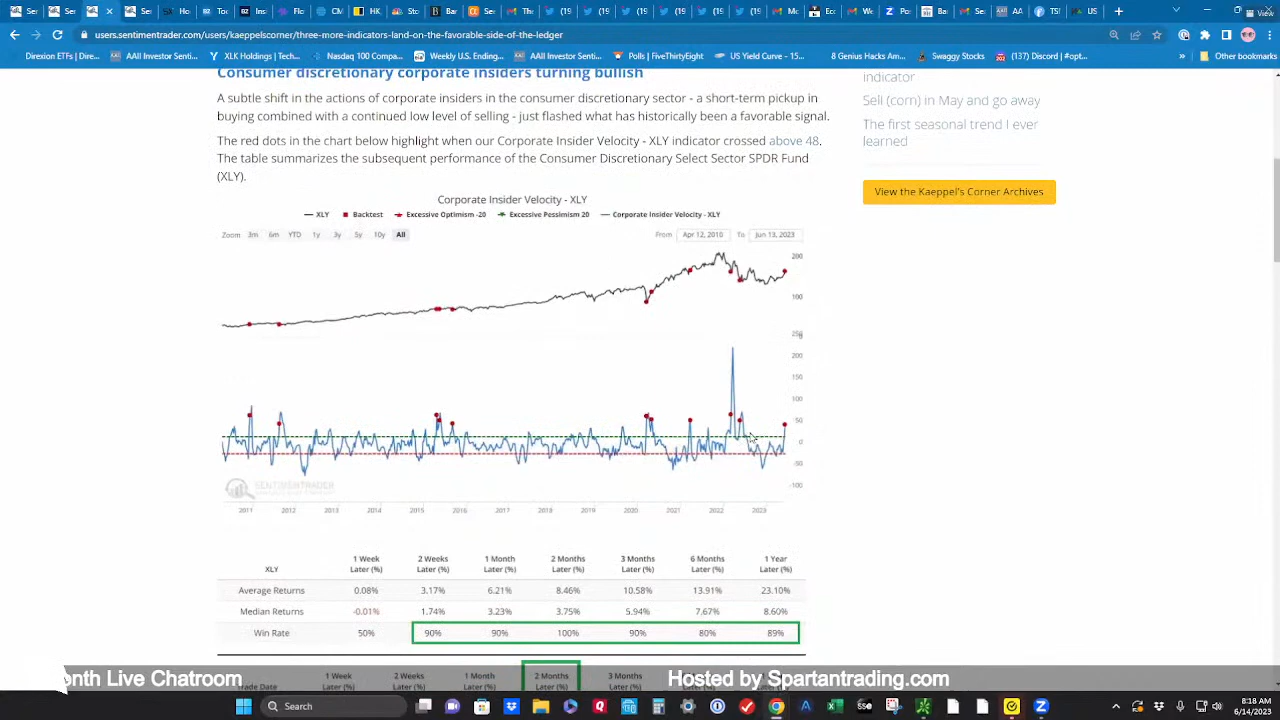 users.sentimentrader.com/users/kaeppelscorner/three-more-indicators-land-on-the-favorable-side-of-the-ledger
Direxion ETFs | Dire... AAII Investor Senti... XLK Holdings | Tech... Nasdaq 100 Compa... Weekly U.S. Ending... AAII Investor Senti... Polls | FiveThirtyEight US Yield Curve - 15... 8 Genius Hacks Am... Swaggy Stocks (137) Discord | #opt... » Other bookmarks
Consumer discretionary corporate insiders turning bullish
A subtle shift in the actions of corporate insiders in the consumer discretionary sector - a short-term pickup in
buying combined with a continued low level of selling - just flashed what has historically been a favorable signal.
The red dots in the chart below highlight when our Corporate Insider Velocity - XLY indicator crossed above 48.
The table summarizes the subsequent performance of the Consumer Discretionary Select Sector SPDR Fund
(XLY).
indicator
Sell (corn) in May and go away
The first seasonal trend I ever
learned
View the Kaeppel's Corner Archives
Corporate Insider Velocity - XLY
XLY Backtest Excessive Optimism -20 Excessive Pessimism 20 Corporate Insider Velocity - XLY
Zoom 3m 6m YTD 1y 3y 5y 10y All From Apr 12, 2010 To Jun 13, 2023
200
100
250
0
200
150
100
50
0
-50
-100
SENTIMENTRADER
2011 2012 2013 2014 2015 2016 2017 2018 2019 2020 2021 2022 2023
XLY 1 Week Later (%) 2 Weeks Later (%) 1 Month Later (%) 2 Months Later (%) 3 Months Later (%) 6 Months Later (%) 1 Year Later (%)
Average Returns 0.08% 3.17% 6.21% 8.46% 10.58% 13.91% 23.10%
Median Returns -0.01% 1.74% 3.23% 3.75% 5.94% 7.67% 8.60%
Win Rate 50% 90% 90% 100% 90% 80% 89%
1 Week Later (%) 2 Weeks Later (%) 1 Month Later (%) 2 Months Later (%) 3 Months Later (%) 6 Months Later (%) 1 Year Later (%)
onth Live Chatroom Hosted by Spartantrading.com
Search
8:18 AM
6/14/2023